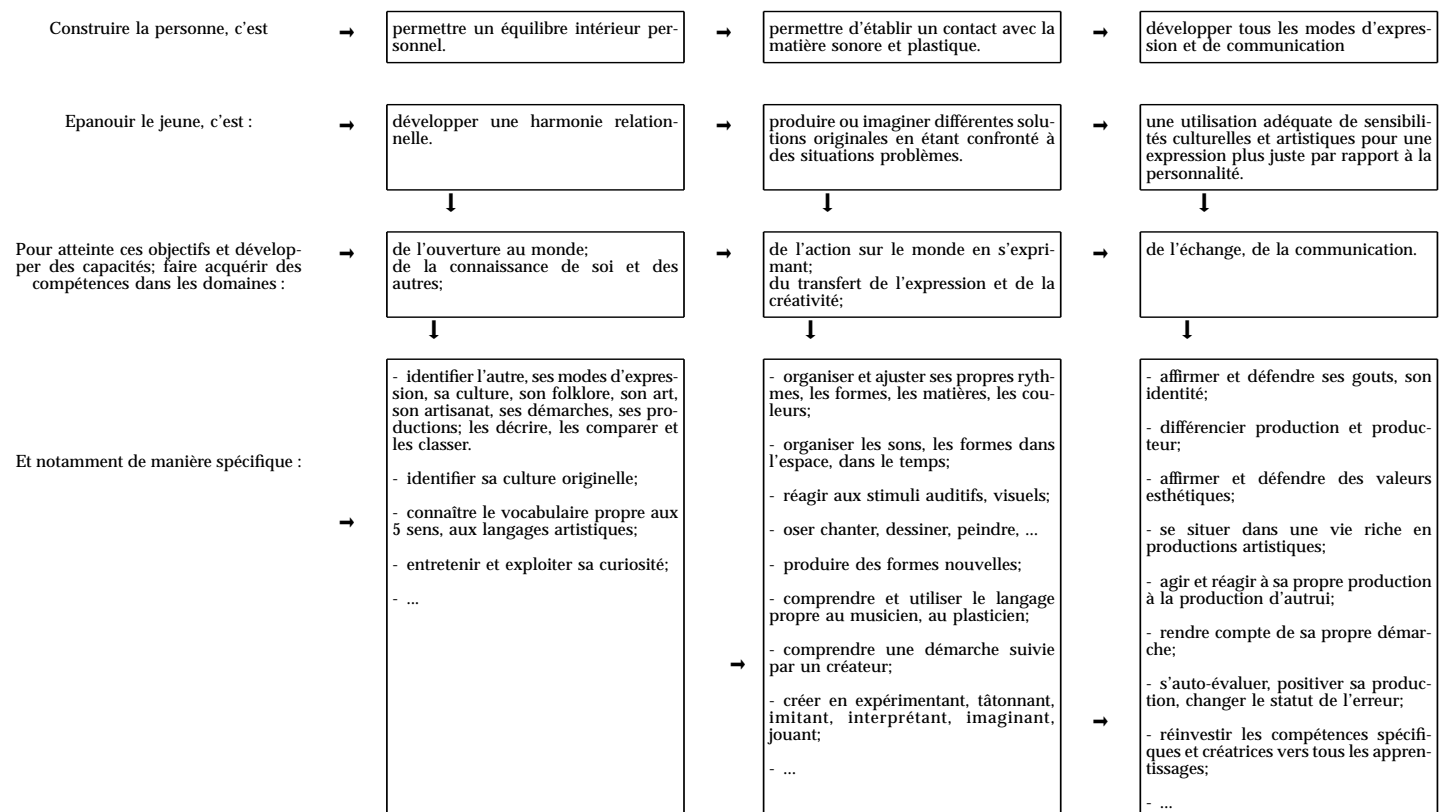 Construire la personne, c'est
permettre un équilibre intérieur per-
sonnel.
permettre d'établir un contact avec la
matière sonore et plastique.
développer tous les modes d'expres-
sion et de communication
Epanouir le jeune, c'est :
développer une harmonie relation-
nelle.
produire ou imaginer différentes solu-
tions originales en étant confronté à
des situations problèmes.
une utilisation adéquate de sensibili-
tés culturelles et artistiques pour une
expression plus juste par rapport à la
personnalité.
Pour atteinte ces objectifs et dévelop-
per des capacités; faire acquérir des
compétences dans les domaines :
de l'ouverture au monde;
de la connaissance de soi et des
autres;
de l'action sur le monde en s'expri-
mant;
du transfert de l'expression et de la
créativité;
de l'échange, de la communication.
Et notamment de manière spécifique :
- identifier l'autre, ses modes d'expres-
sion, sa culture, son folklore, son art,
son artisanat, ses démarches, ses pro-
ductions; les décrire, les comparer et
les classer.
- identifier sa culture originelle;
- connaître le vocabulaire propre aux
5 sens, aux langages artistiques;
- entretenir et exploiter sa curiosité;
- ...
- organiser et ajuster ses propres ryth-
mes, les formes, les matières, les cou-
leurs;
- organiser les sons, les formes dans
l'espace, dans le temps;
- réagir aux stimuli auditifs, visuels;
- oser chanter, dessiner, peindre, ...
- produire des formes nouvelles;
- comprendre et utiliser le langage
propre au musicien, au plasticien;
- comprendre une démarche suivie
par un créateur;
- créer en expérimentant, tâtonnant,
imitant, interprétant, imaginant,
jouant;
- ...
- affirmer et défendre ses gouts, son
identité;
- différencier production et produc-
teur;
- affirmer et défendre des valeurs
esthétiques;
- se situer dans une vie riche en
productions artistiques;
- agir et réagir à sa propre production
à la production d'autrui;
- rendre compte de sa propre démar-
che;
- s'auto-évaluer, positiver sa produc-
tion, changer le statut de l'erreur;
- réinvestir les compétences spécifi-
ques et créatrices vers tous les appren-
tissages;
- ...